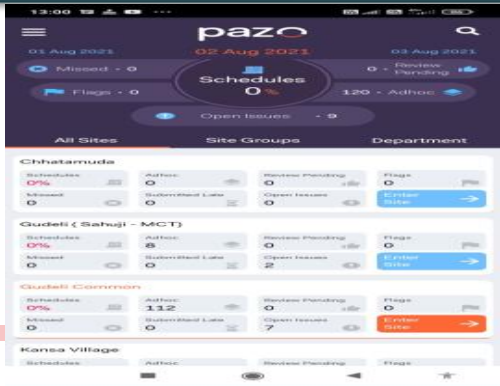 13:00
pazo
01 Aug 2021 02 Aug 2021 03 Aug 2021
Missed - 0
Schedules
0%
0 - Review Pending
Flags - 0
120 - Adhoc
Open Issues - 9
All Sites Site Groups Department
Chhatamuda
Schedules Adhoc Review Pending Flags
0% 0 0 0
Missed Submitted Late Open Issues Enter Site
0 0 0
Gudeli ( Sahuji - MCT)
Schedules Adhoc Review Pending Flags
0% 8 0 0
Missed Submitted Late Open Issues Enter Site
0 0 2
Gudeli Common
Schedules Adhoc Review Pending Flags
0% 112 0 0
Missed Submitted Late Open Issues Enter Site
0 0 7
Kansa Village
Schedules Adhoc Review Pending Flags